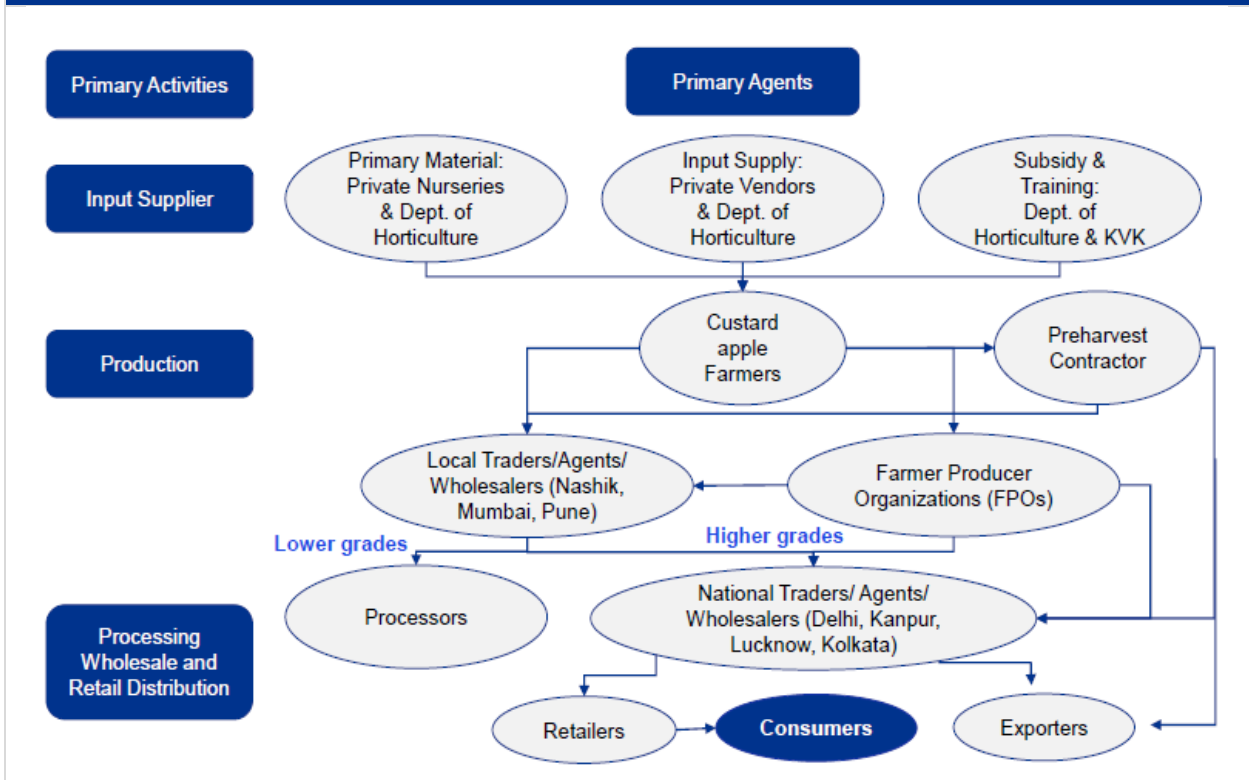 Primary Activities
Primary Agents
Input Supplier
Primary Material:
Private Nurseries
& Dept. of
Horticulture
Input Supply:
Private Vendors
& Dept. of
Horticulture
Subsidy &
Training:
Dept. of
Horticulture & KVK
Production
Custard
apple
Farmers
Preharvest
Contractor
Local Traders/Agents/
Wholesalers (Nashik,
Mumbai, Pune)
Farmer Producer
Organizations (FPOs)
Lower grades
Higher grades
Processing
Wholesale and
Retail Distribution
Processors
National Traders/ Agents/
Wholesalers (Delhi, Kanpur,
Lucknow, Kolkata)
Retailers
Consumers
Exporters